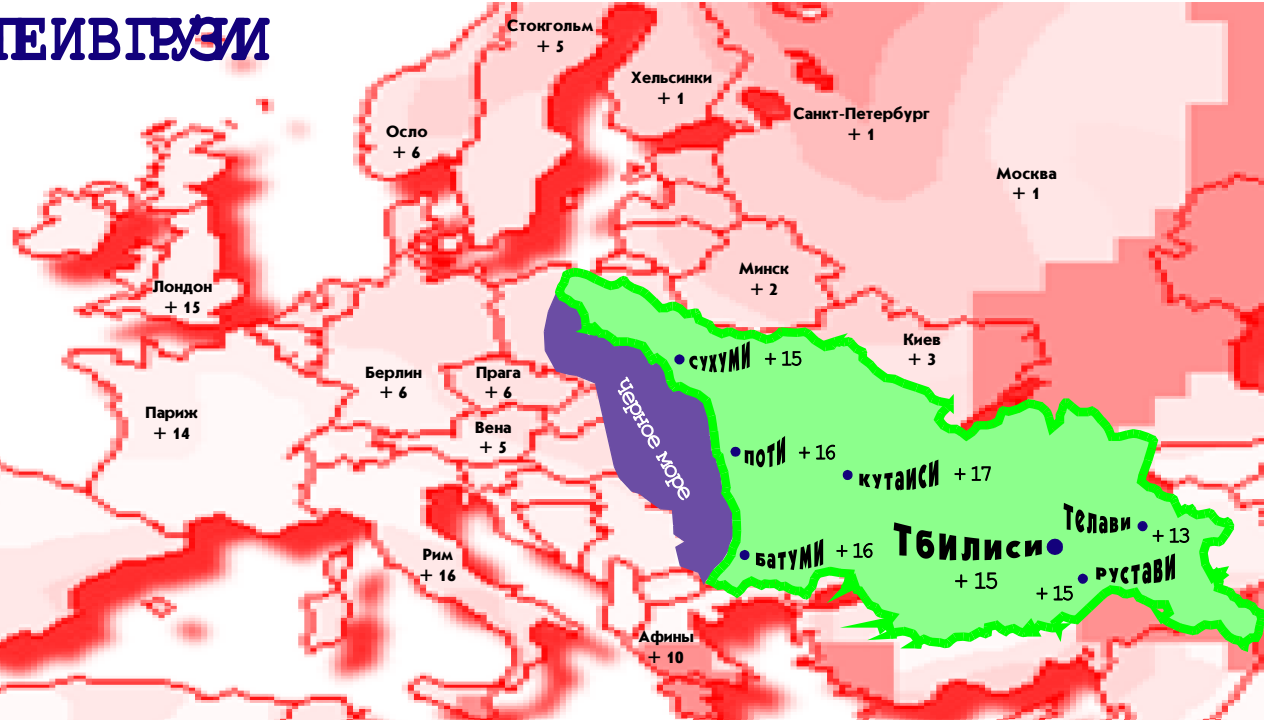 Стокгольм
+ 5
Хельсинки
+ 1
Санкт-Петербург
+ 1
Осло
+ 6
Москва
+ 1
Минск
+ 2
Лондон
+ 15
Киев
+ 3
сухуми +15
Берлин
+ 6
Прага
+ 6
Париж
+ 14
Вена
+ 5
Черное море
поти +16
кутаиси +17
Телави
+13
Тбилиси
+15
батуми +16
Рим
+ 16
рустави
+15
Афины
+ 10